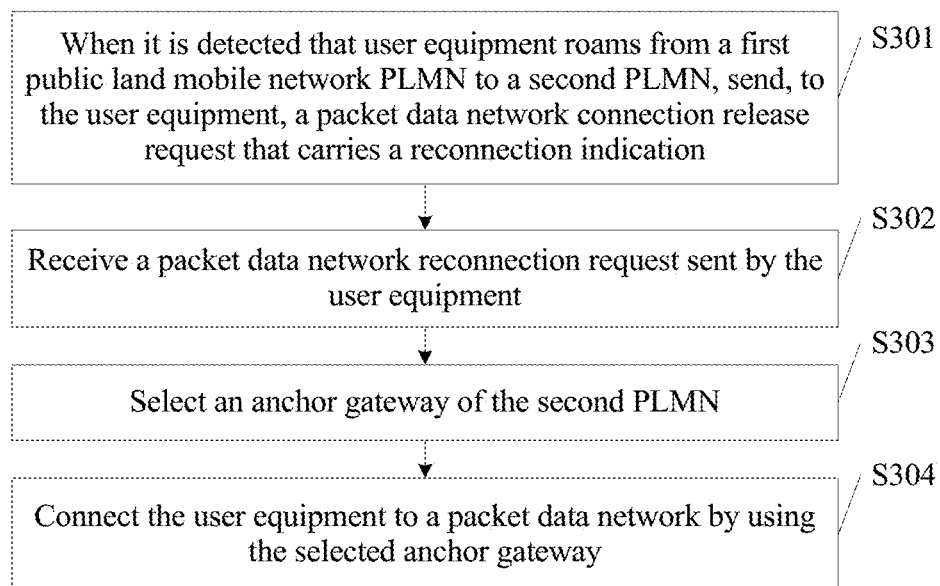 When it is detected that user equipment roams from a first
public land mobile network PLMN to a second PLMN, send, to
the user equipment, a packet data network connection release
request that carries a reconnection indication
S301
Receive a packet data network reconnection request sent by the
user equipment
S302
Select an anchor gateway of the second PLMN
S303
Connect the user equipment to a packet data network by using
the selected anchor gateway
S304